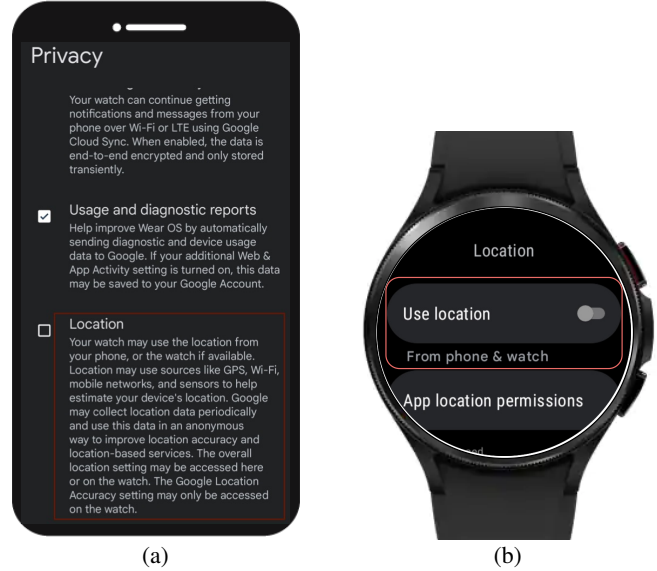 Privacy
Your watch can continue getting
notifications and messages from your
phone over Wi-Fi or LTE using Google
Cloud Sync. When enabled, the data is
end-to-end encrypted and only stored
transiently.
Usage and diagnostic reports
Help improve Wear OS by automatically
sending diagnostic and device usage
data to Google. If your additional Web &
App Activity setting is turned on, this data
may be saved to your Google Account.
Location
Your watch may use the location from
your phone, or the watch if available.
Location may use sources like GPS, Wi-Fi,
mobile networks, and sensors to help
estimate your device's location. Google
may collect location data periodically
and use this data in an anonymous
way to improve location accuracy and
location-based services. The overall
location setting may be accessed here
or on the watch. The Google Location
Accuracy setting may only be accessed
on the watch.
(a)
Location
Use location
From phone & watch
App location permissions
(b)